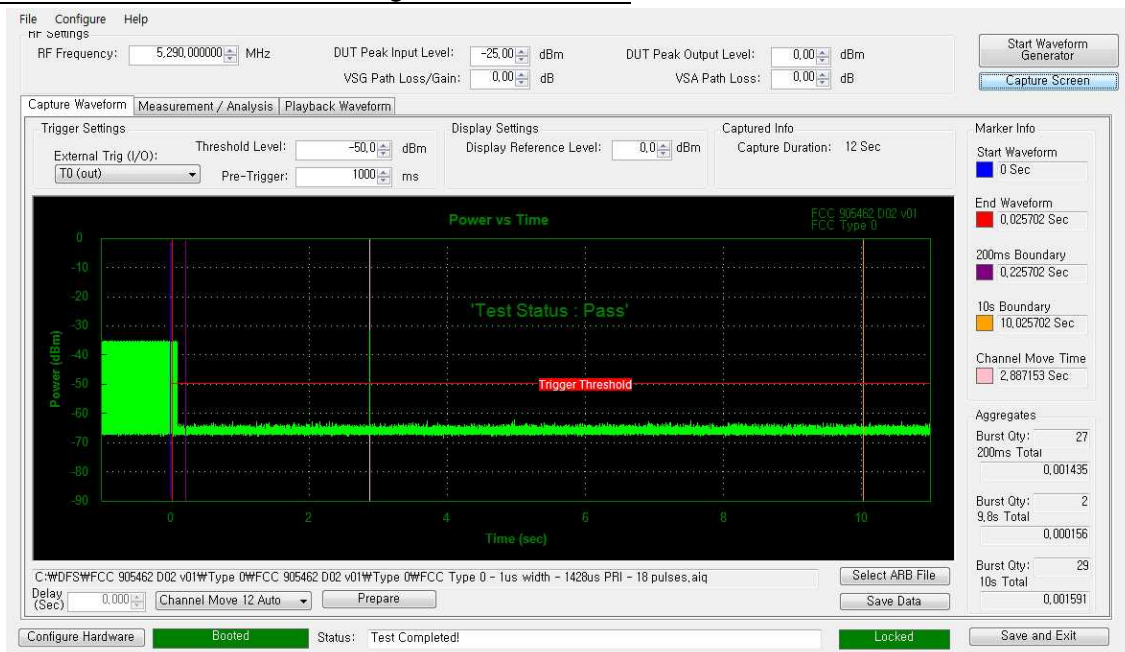 File Configure Help
RF Settings
RF Frequency: 5,290,000000 MHz DUT Peak Input Level: -25,00 dBm DUT Peak Output Level: 0,00 dBm
VSG Path Loss/Gain: 0,00 dB VSA Path Loss: 0,00 dB
Start Waveform
Generator
Capture Screen
Capture Waveform Measurement / Analysis Playback Waveform
Trigger Settings
External Trig (I/O):
T0 (out)
Threshold Level: -50,0 dBm
Pre-Trigger: 1000 ms
Display Settings
Display Reference Level: 0,0 dBm
Captured Info
Capture Duration: 12 Sec
Power vs Time
FCC 905462 D02 v01
FCC Type 0
'Test Status : Pass'
Trigger Threshold
Power (dBm)
0
-10
-20
-30
-40
-50
-60
-70
-80
-90
0 2 4 6 8 10
Time (sec)
Marker Info
Start Waveform
0 Sec
End Waveform
0,025702 Sec
200ms Boundary
0,225702 Sec
10s Boundary
10,025702 Sec
Channel Move Time
2,887153 Sec
Aggregates
Burst Qty: 27
200ms Total
0,001435
Burst Qty: 2
9,8s Total
0,000156
Burst Qty: 29
10s Total
0,001591
C:₩DFS₩FCC 905462 D02 v01₩Type 0₩FCC 905462 D02 v01₩Type 0₩FCC Type 0 - 1us width - 1428us PRI - 18 pulses,aiq
Select ARB File
Delay
(Sec) 0,000 Channel Move 12 Auto Prepare
Save Data
Configure Hardware Booted Status: Test Completed! Locked Save and Exit